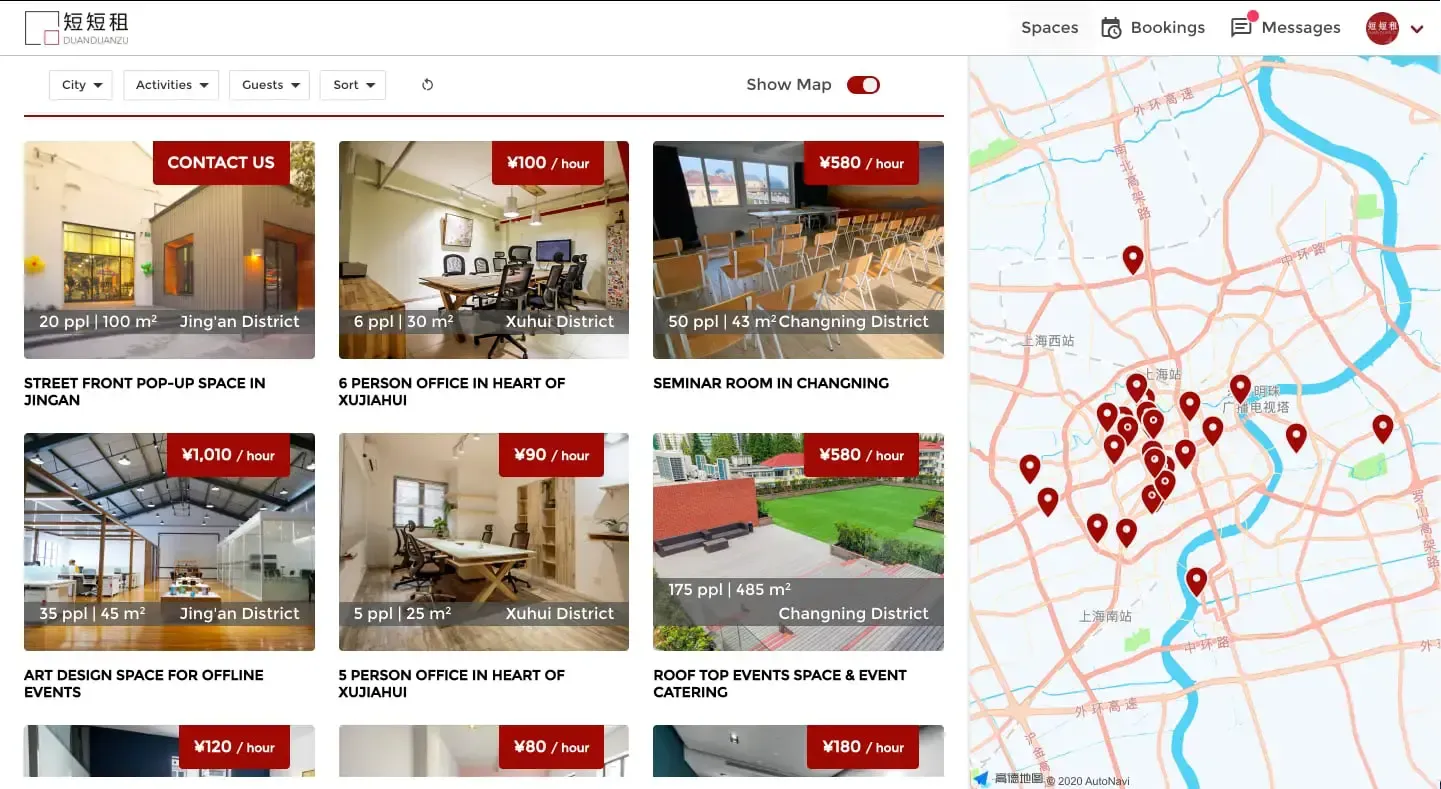 短短租
DUANDUANZU
Spaces
Bookings
Messages
短短租
City
Activities
Guests
Sort
Show Map
CONTACT US
20 ppl | 100 m² Jing'an District
STREET FRONT POP-UP SPACE IN
JINGAN
¥100 / hour
6 ppl | 30 m² Xuhui District
6 PERSON OFFICE IN HEART OF
XUJIAHUI
¥580 / hour
50 ppl | 43 m² Changning District
SEMINAR ROOM IN CHANGNING
¥1,010 / hour
35 ppl | 45 m² Jing'an District
ART DESIGN SPACE FOR OFFLINE
EVENTS
¥90 / hour
5 ppl | 25 m² Xuhui District
5 PERSON OFFICE IN HEART OF
XUJIAHUI
¥580 / hour
175 ppl | 485 m²
Changning District
ROOF TOP EVENTS SPACE & EVENT
CATERING
¥120 / hour
¥80 / hour
¥180 / hour
外环高速
南北高架路
中环路
上海西站
上海站
明珠
广播电视塔
罗山高架路
上海南站
中环路
外环高速
沪金高
外环
高德地图 © 2020 AutoNavi